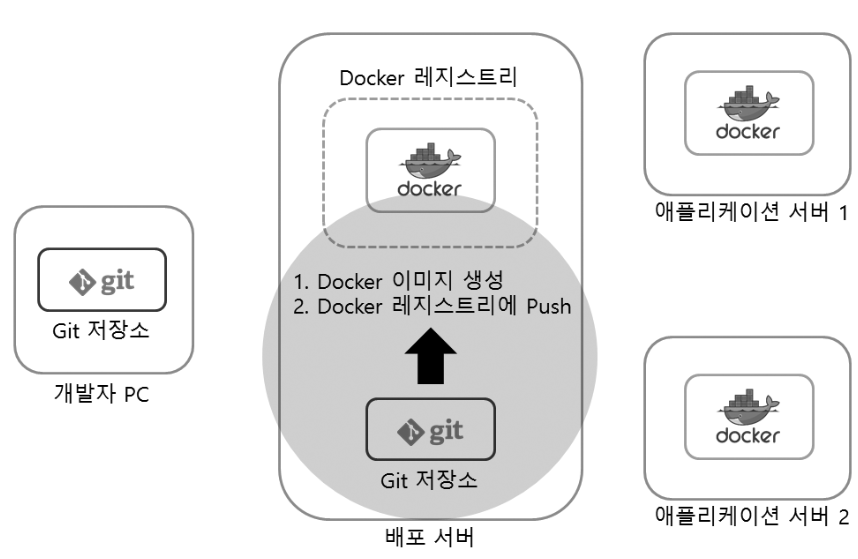 Docker 레지스트리
docker
1. Docker 이미지 생성
2. Docker 레지스트리에 Push
git
Git 저장소
배포 서버
git
Git 저장소
개발자 PC
docker
애플리케이션 서버 1
docker
애플리케이션 서버 2